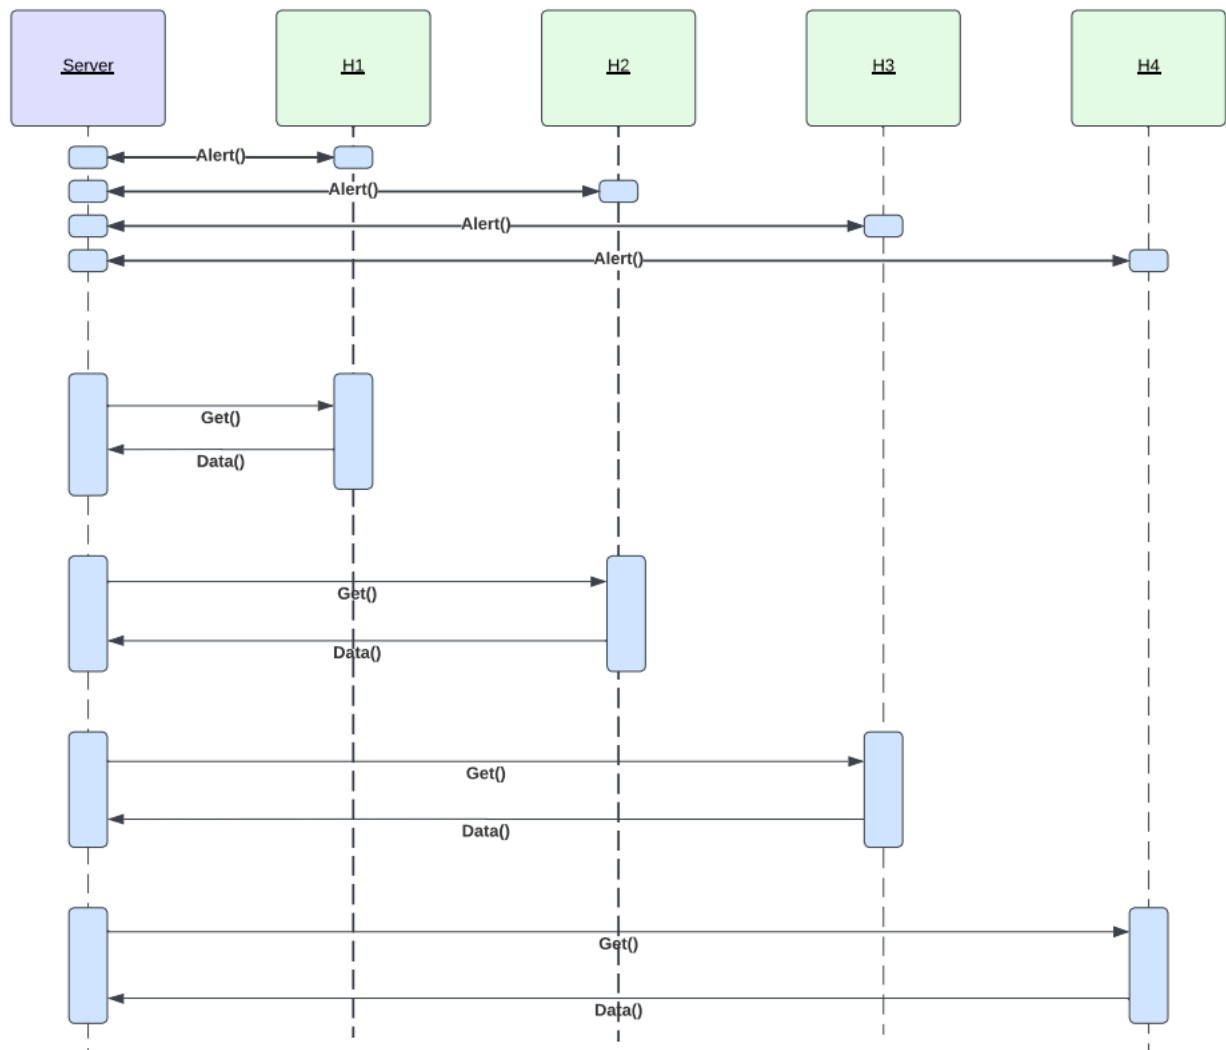 Server
H1
H2
H3
H4
Alert()
Alert()
Alert()
Alert()
Get()
Data()
Get()
Data()
Get()
Data()
Get()
Data()